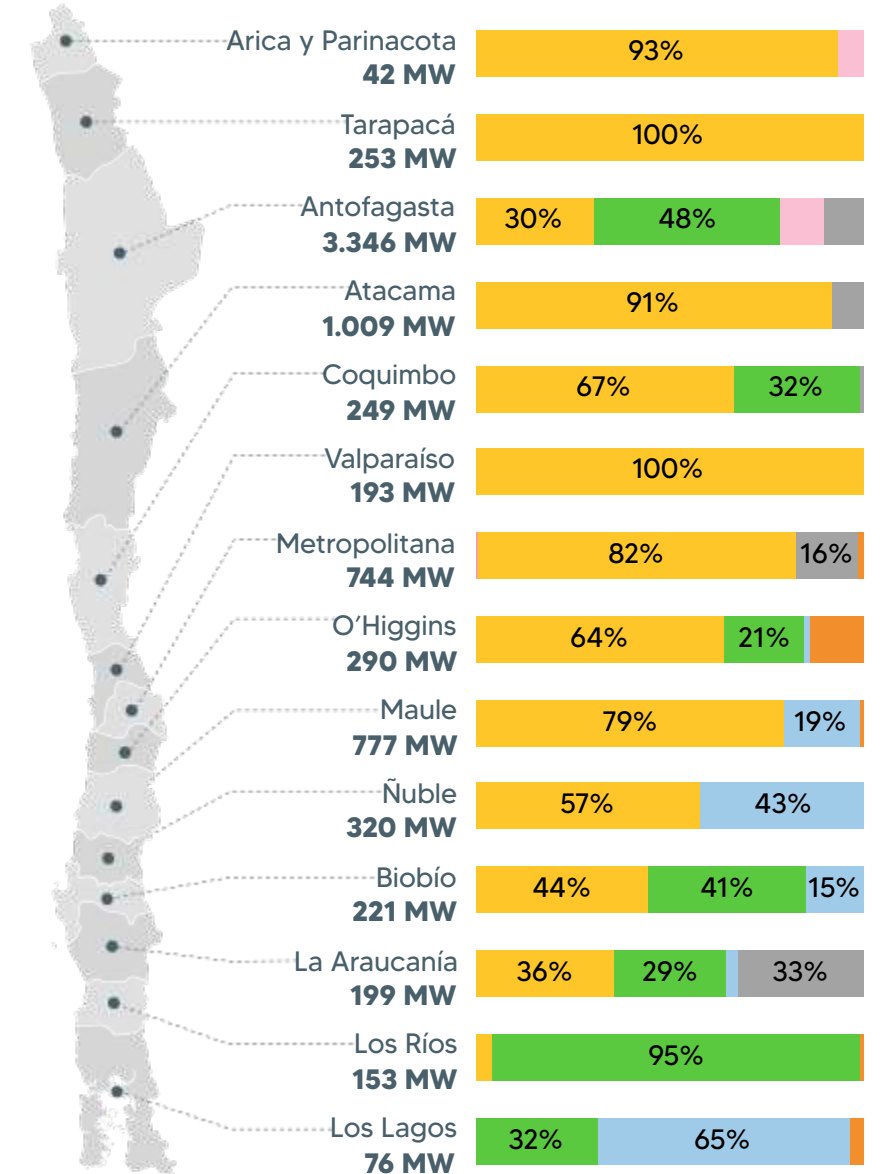 Arica y Parinacota
42 MW
93%
Tarapacá
253 MW
100%
Antofagasta
3.346 MW
30% 48%
Atacama
1.009 MW
91%
Coquimbo
249 MW
67% 32%
Valparaíso
193 MW
100%
Metropolitana
744 MW
82% 16%
O'Higgins
290 MW
64% 21%
Maule
777 MW
79% 19%
Ñuble
320 MW
57% 43%
Biobío
221 MW
44% 41% 15%
La Araucanía
199 MW
36% 29% 33%
Los Ríos
153 MW
95%
Los Lagos
76 MW
32% 65%